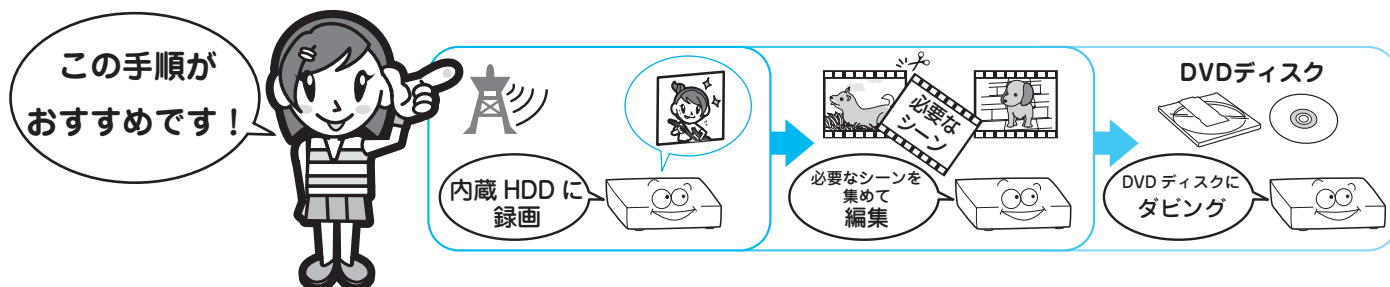 この手順が
おすすめです！
内蔵 HDD に
録画
必要な
シーン
必要なシーンを
集めて
編集
DVDディスク
DVD ディスクに
ダビング